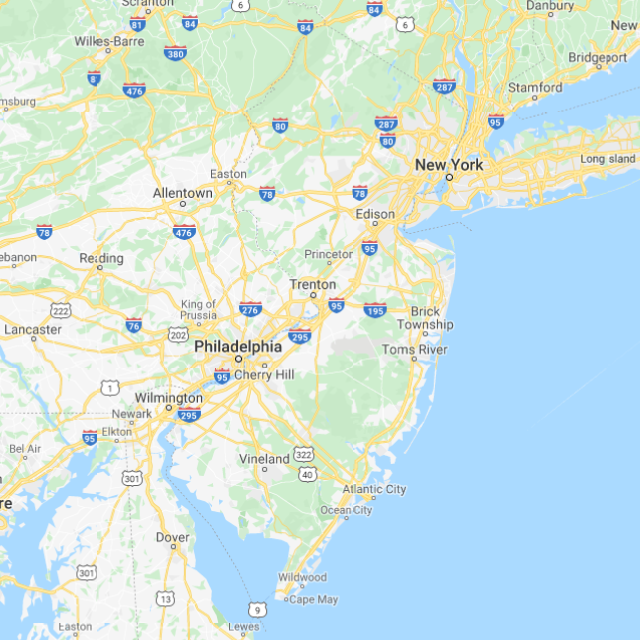 Scranton
6
84
Danbury
81
84
84
6
New
Wilkes-Barre
380
Bridgeport
8
476
287
Stamford
msburg
80
287
95
80
New York
Long island
Easton
Allentown
78
78
Edison
78
476
95
ebanon
Reading
Princetor
Trenton
King of
Prussia
276
95
195
Brick
Township
222
76
202
295
Lancaster
Philadelphia
Toms River
95
Cherry Hill
1
Wilmington
295
Newark
Elkton
95
Bel Air
322
Vineland
40
301
Atlantic City
re
Ocean City
Dover
301
Wildwood
13
9
Cape May
Easton
Lewes